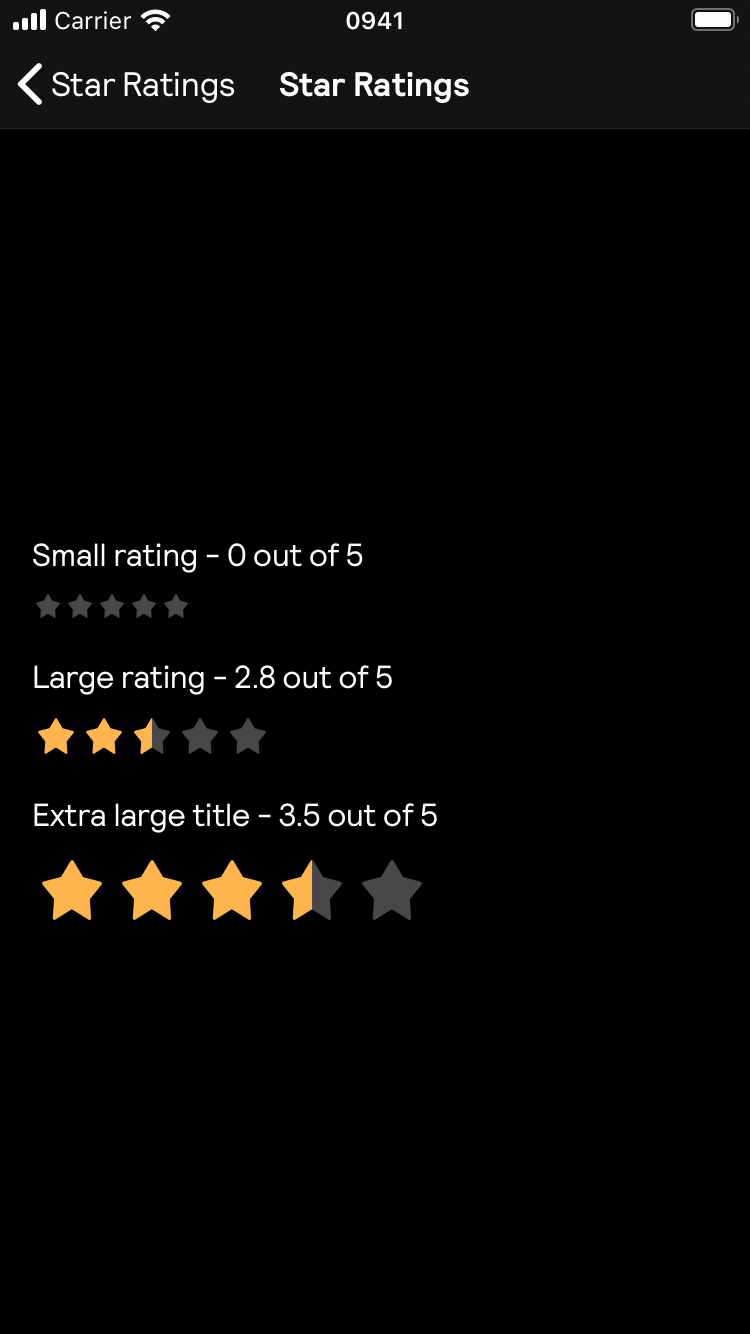 Carrier 0941
Star Ratings Star Ratings
Small rating - 0 out of 5
Large rating - 2.8 out of 5
Extra large title - 3.5 out of 5